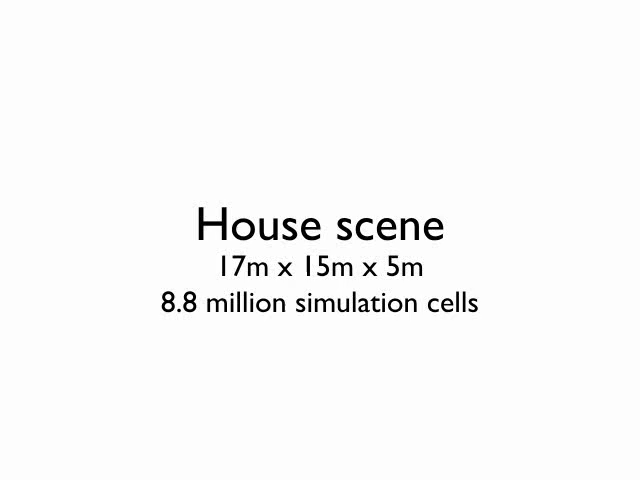 House scene
17m x 15m x 5m
8.8 million simulation cells